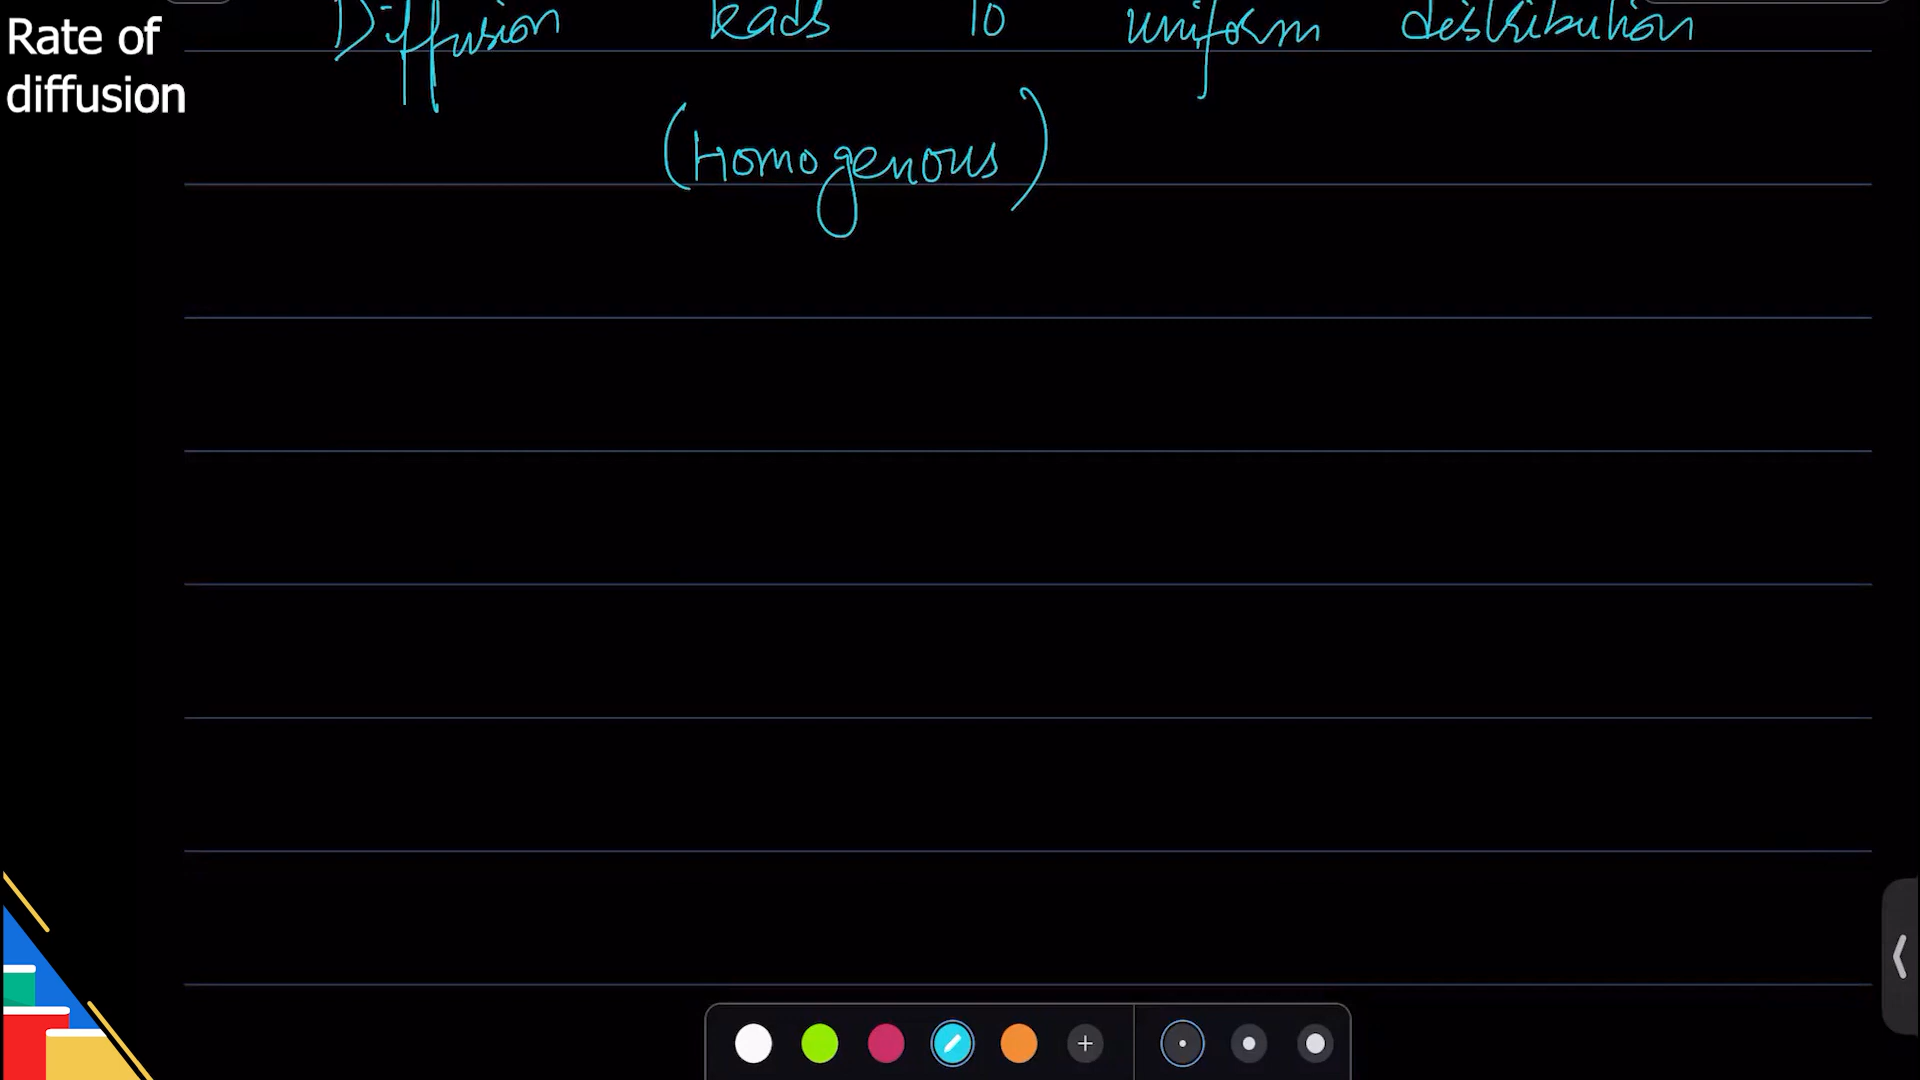 Rate of
diffusion
Diffusion leads to uniform distribution
(Homogenous)